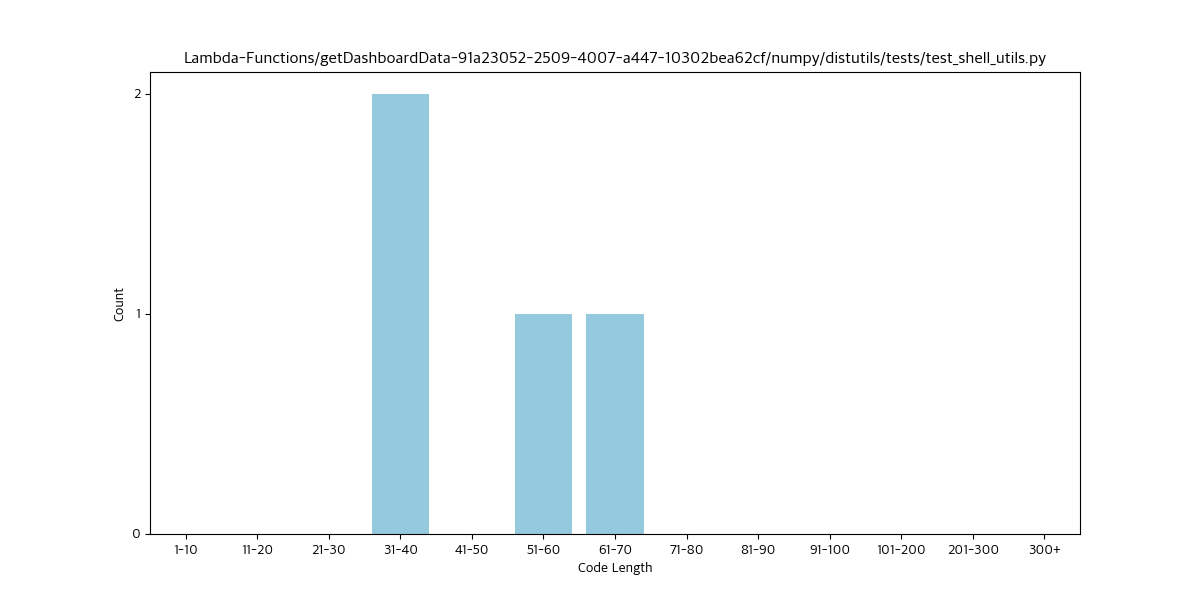 Lambda-Functions/getDashboardData-91a23052-2509-4007-a447-10302bea62cf/numpy/distutils/tests/test_shell_utils.py
2
1
0
Count
1-10 11-20 21-30 31-40 41-50 51-60 61-70 71-80 81-90 91-100 101-200 201-300 300+
Code Length